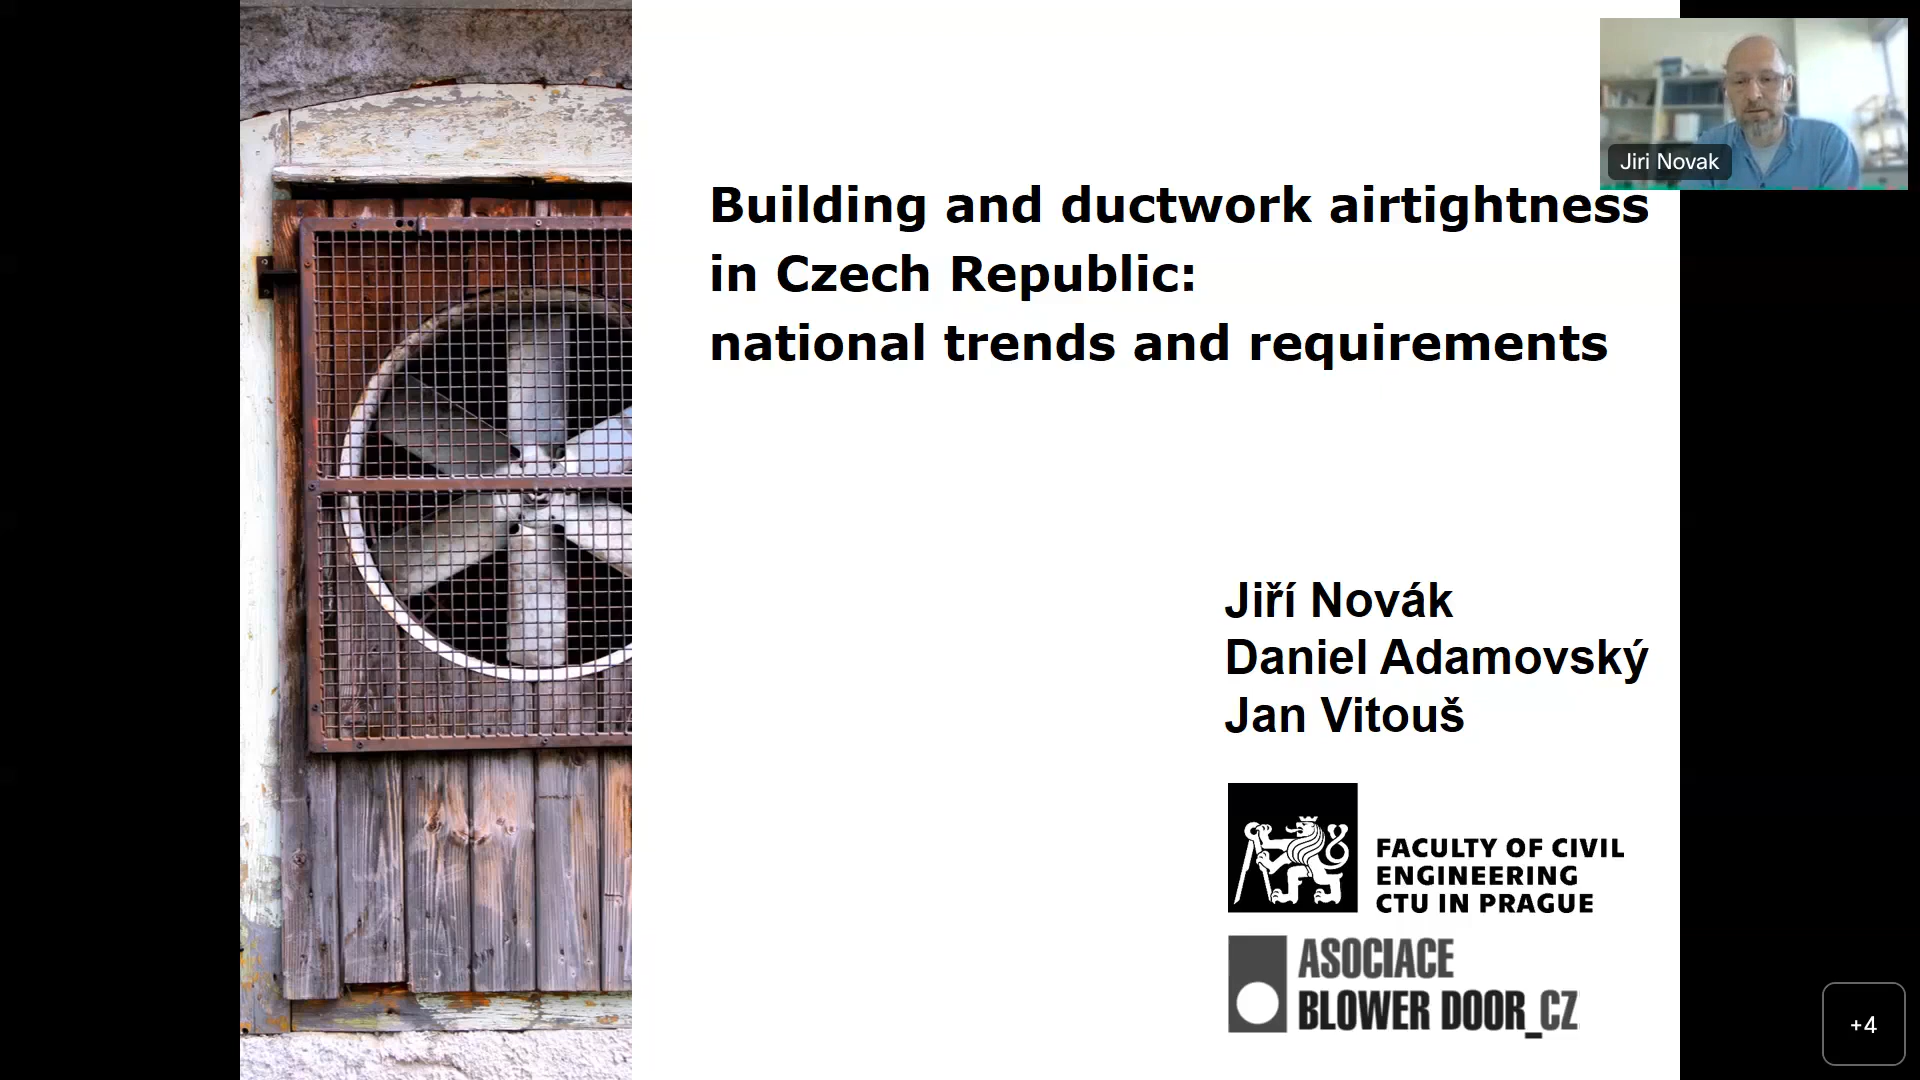 Jiri Novak
Building and ductwork airtightness
in Czech Republic:
national trends and requirements
Jiří Novák
Daniel Adamovský
Jan Vitouš
FACULTY OF CIVIL
ENGINEERING
CTU IN PRAGUE
ASOCIACE
BLOWER DOOR_CZ
+4